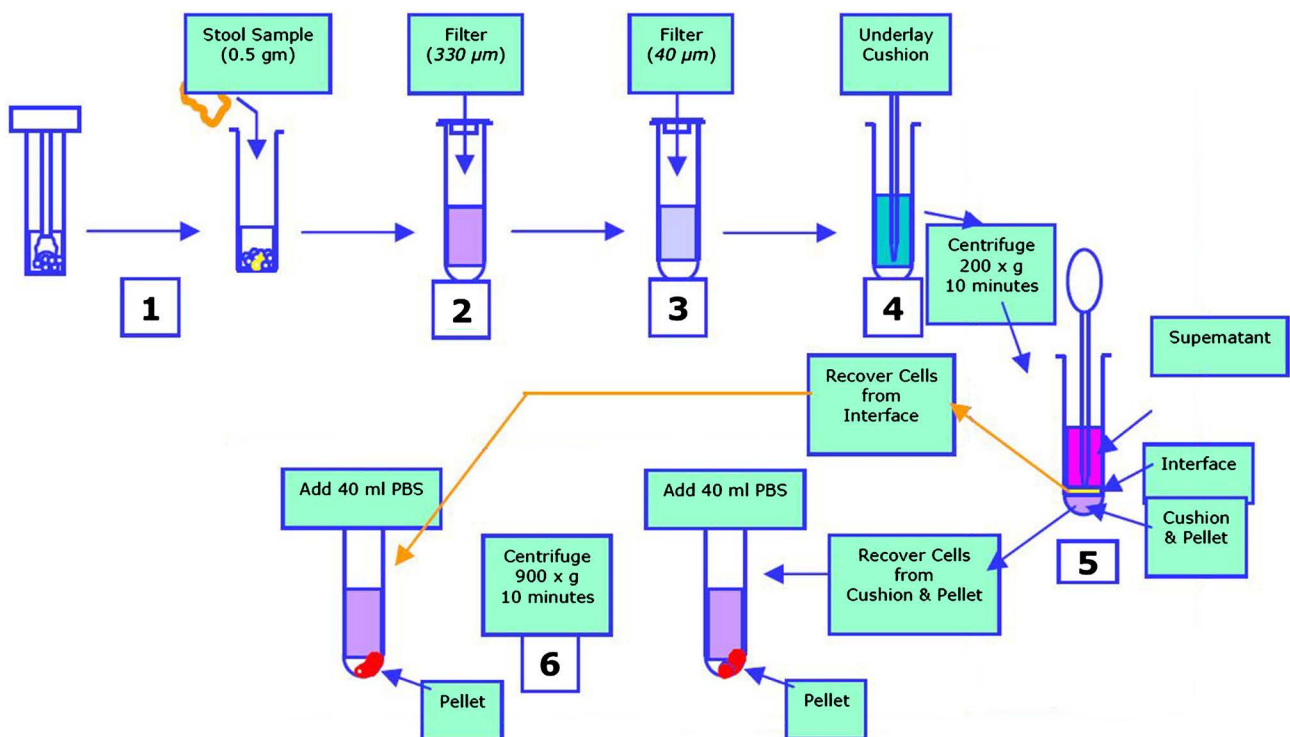 Stool Sample
(0.5 gm)
Filter
(330 µm)
Filter
(40 µm)
Underlay
Cushion
1
2
3
4
Centrifuge
200 x g
10 minutes
Supematant
Recover Cells
from
Interface
Interface
Cushion
& Pellet
5
Add 40 ml PBS
Add 40 ml PBS
Centrifuge
900 x g
10 minutes
6
Recover Cells
from
Cushion & Pellet
Pellet
Pellet